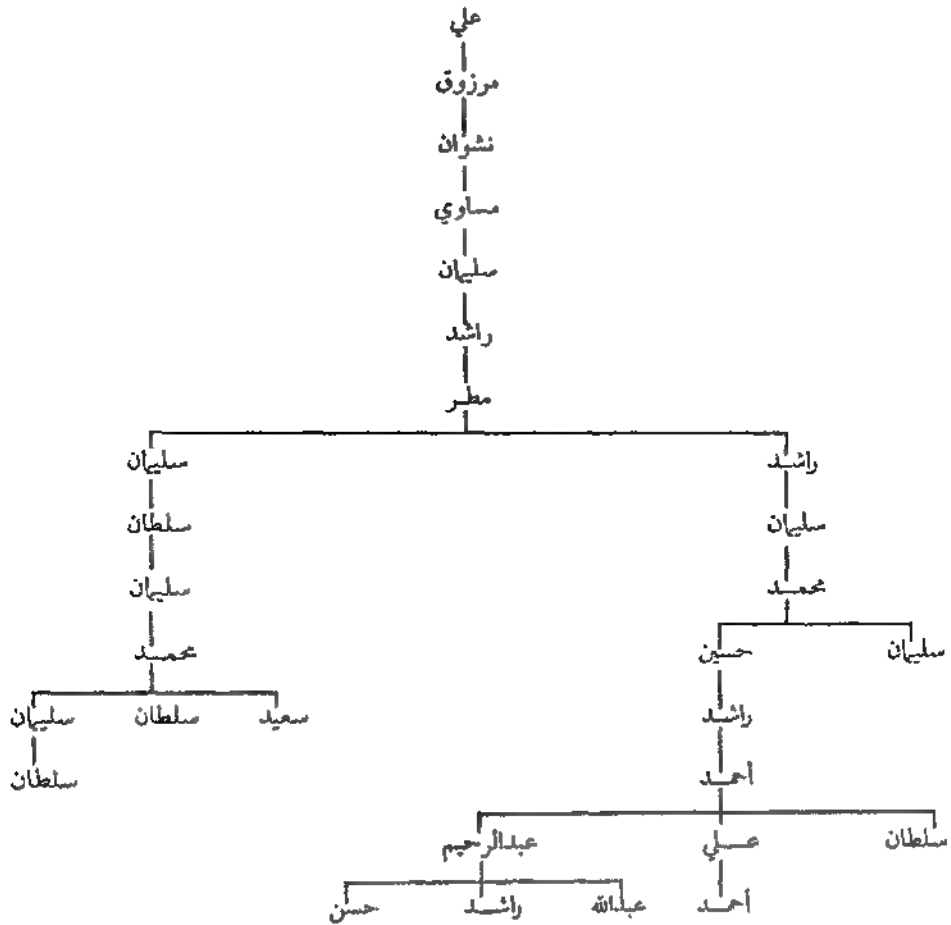 علي
مرزوق
نشوان
مساوي
سليمان
راشد
مطر
راشد سليمان
سليمان سلطان
محمد سليمان
سليمان حسين محمد
راشد سعيد سلطان سليمان
أحمد سلطان
سلطان علي عبدالرحيم
أحمد عبدالله راشد حسن